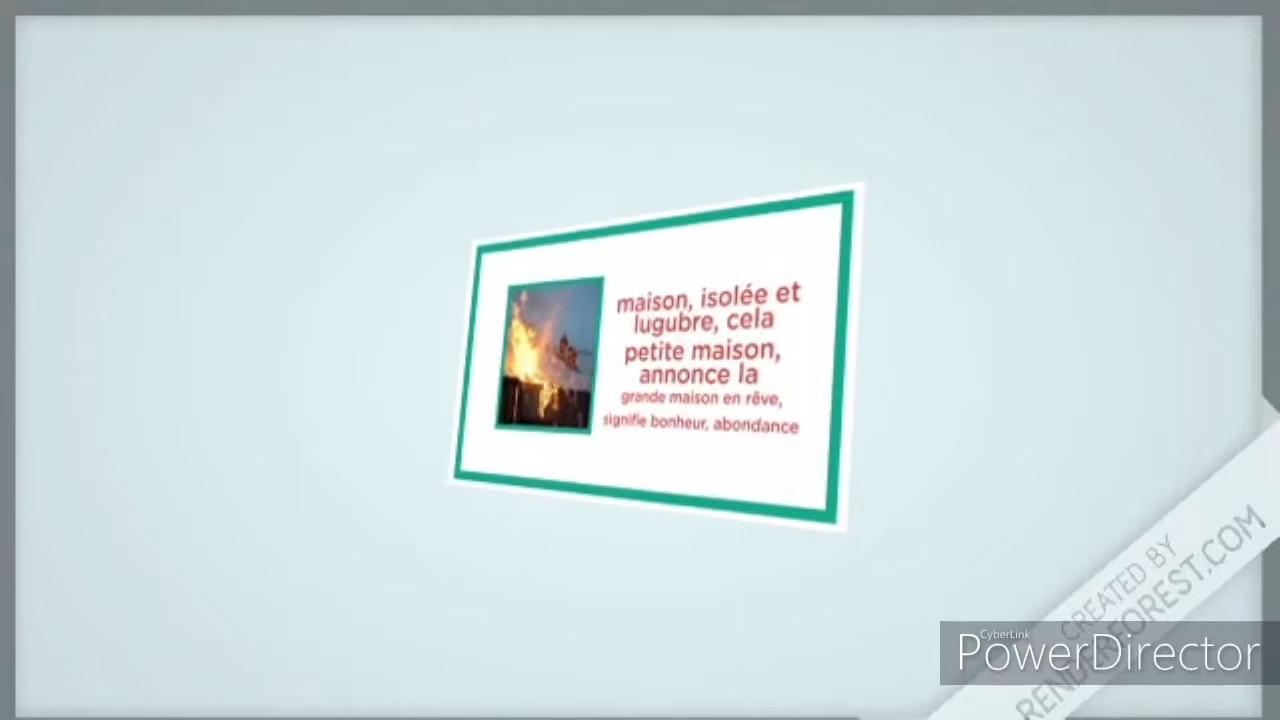 maison, isolée et
lugubre, cela
petite maison,
annonce la
grande maison en rêve,
signifie bonheur, abondance
CREATED BY
RENDERFOREST.COM
CyberLink
PowerDirector